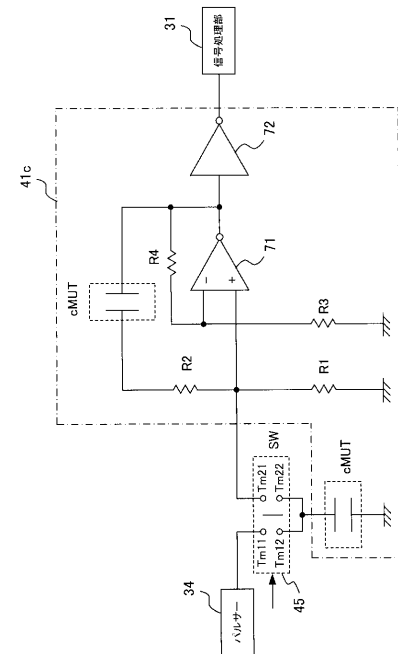 31
信号処理部
41c
72
R4
cMUT
71
−
+
R3
R2
R1
SW
Tm21
Tm22
Tm11
Tm12
cMUT
45
34
パルサー